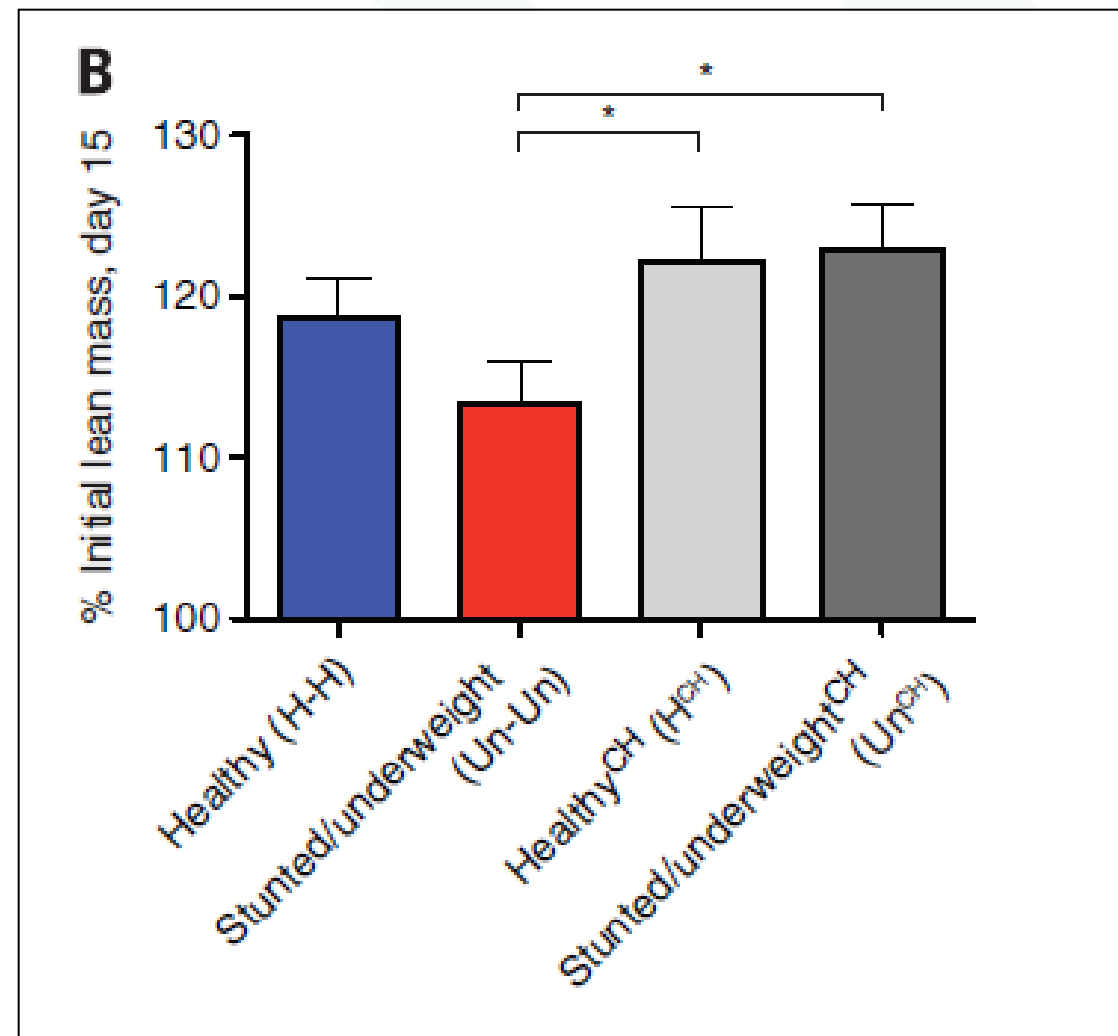 B
% Initial lean mass, day 15
130
120
110
100
*
*
Healthy (H-H)
Stunted/underweight
(Un-Un)
Healthyᶜᴴ (Hᶜᴴ)
Stunted/underweightᶜᴴ
(Unᶜᴴ)